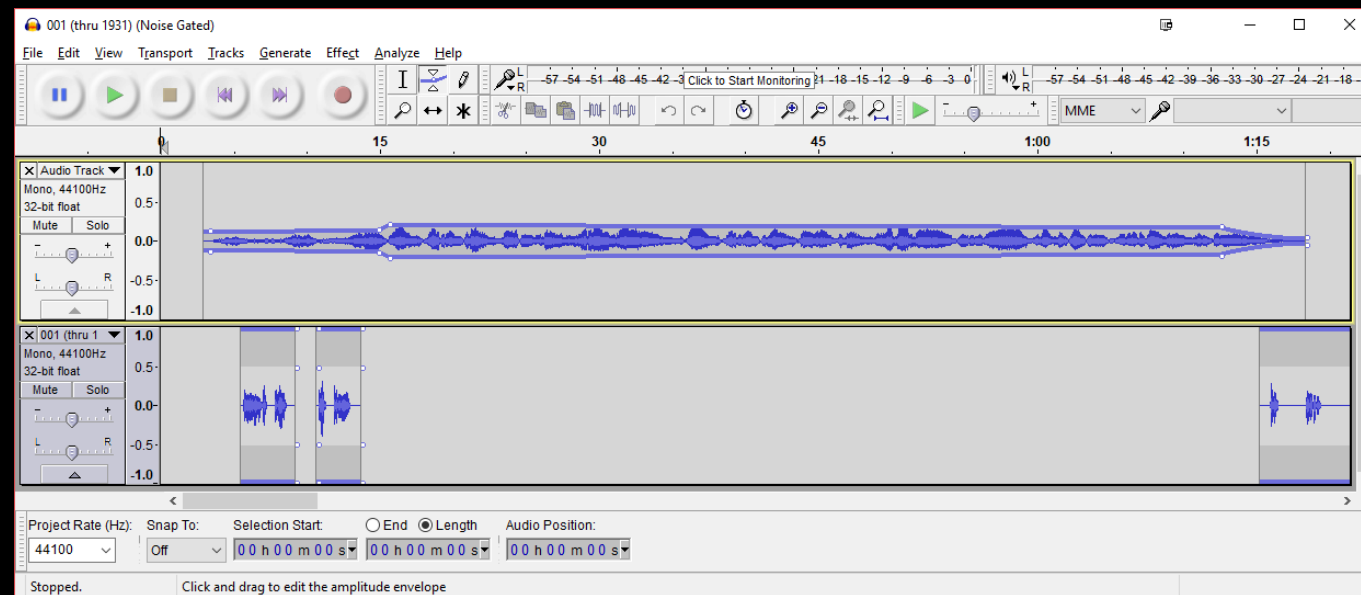 001 (thru 1931) (Noise Gated)
File Edit View Transport Tracks Generate Effect Analyze Help
L R -57 -54 -51 -48 -45 -42 -3 Click to Start Monitoring 21 -18 -15 -12 -9 -6 -3 0 L R -57 -54 -51 -48 -45 -42 -39 -36 -33 -30 -27 -24 -21 -18 -
- + MME
0 15 30 45 1:00 1:15
X Audio Track 1.0
Mono, 44100Hz
32-bit float 0.5-
Mute Solo
- + 0.0-
L R -0.5-
-1.0
X 001 (thru 1 1.0
Mono, 44100Hz
32-bit float 0.5-
Mute Solo
- + 0.0-
L R -0.5-
-1.0
Project Rate (Hz): Snap To: Selection Start: End Length Audio Position:
44100 Off 00 h 00 m 00 s 00 h 00 m 00 s 00 h 00 m 00 s
Stopped. Click and drag to edit the amplitude envelope